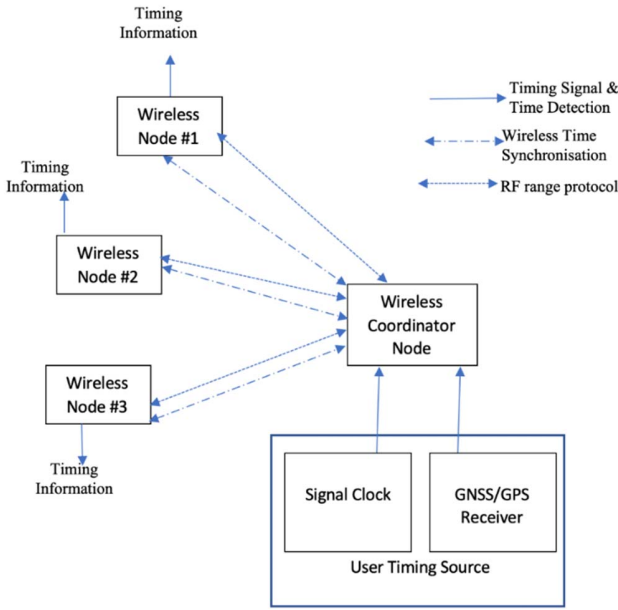 Timing
Information
Wireless
Node #1
Timing Signal &
Time Detection
Wireless Time
Synchronisation
RF range protocol
Timing
Information
Wireless
Node #2
Wireless
Coordinator
Node
Wireless
Node #3
Timing
Information
Signal Clock
GNSS/GPS
Receiver
User Timing Source